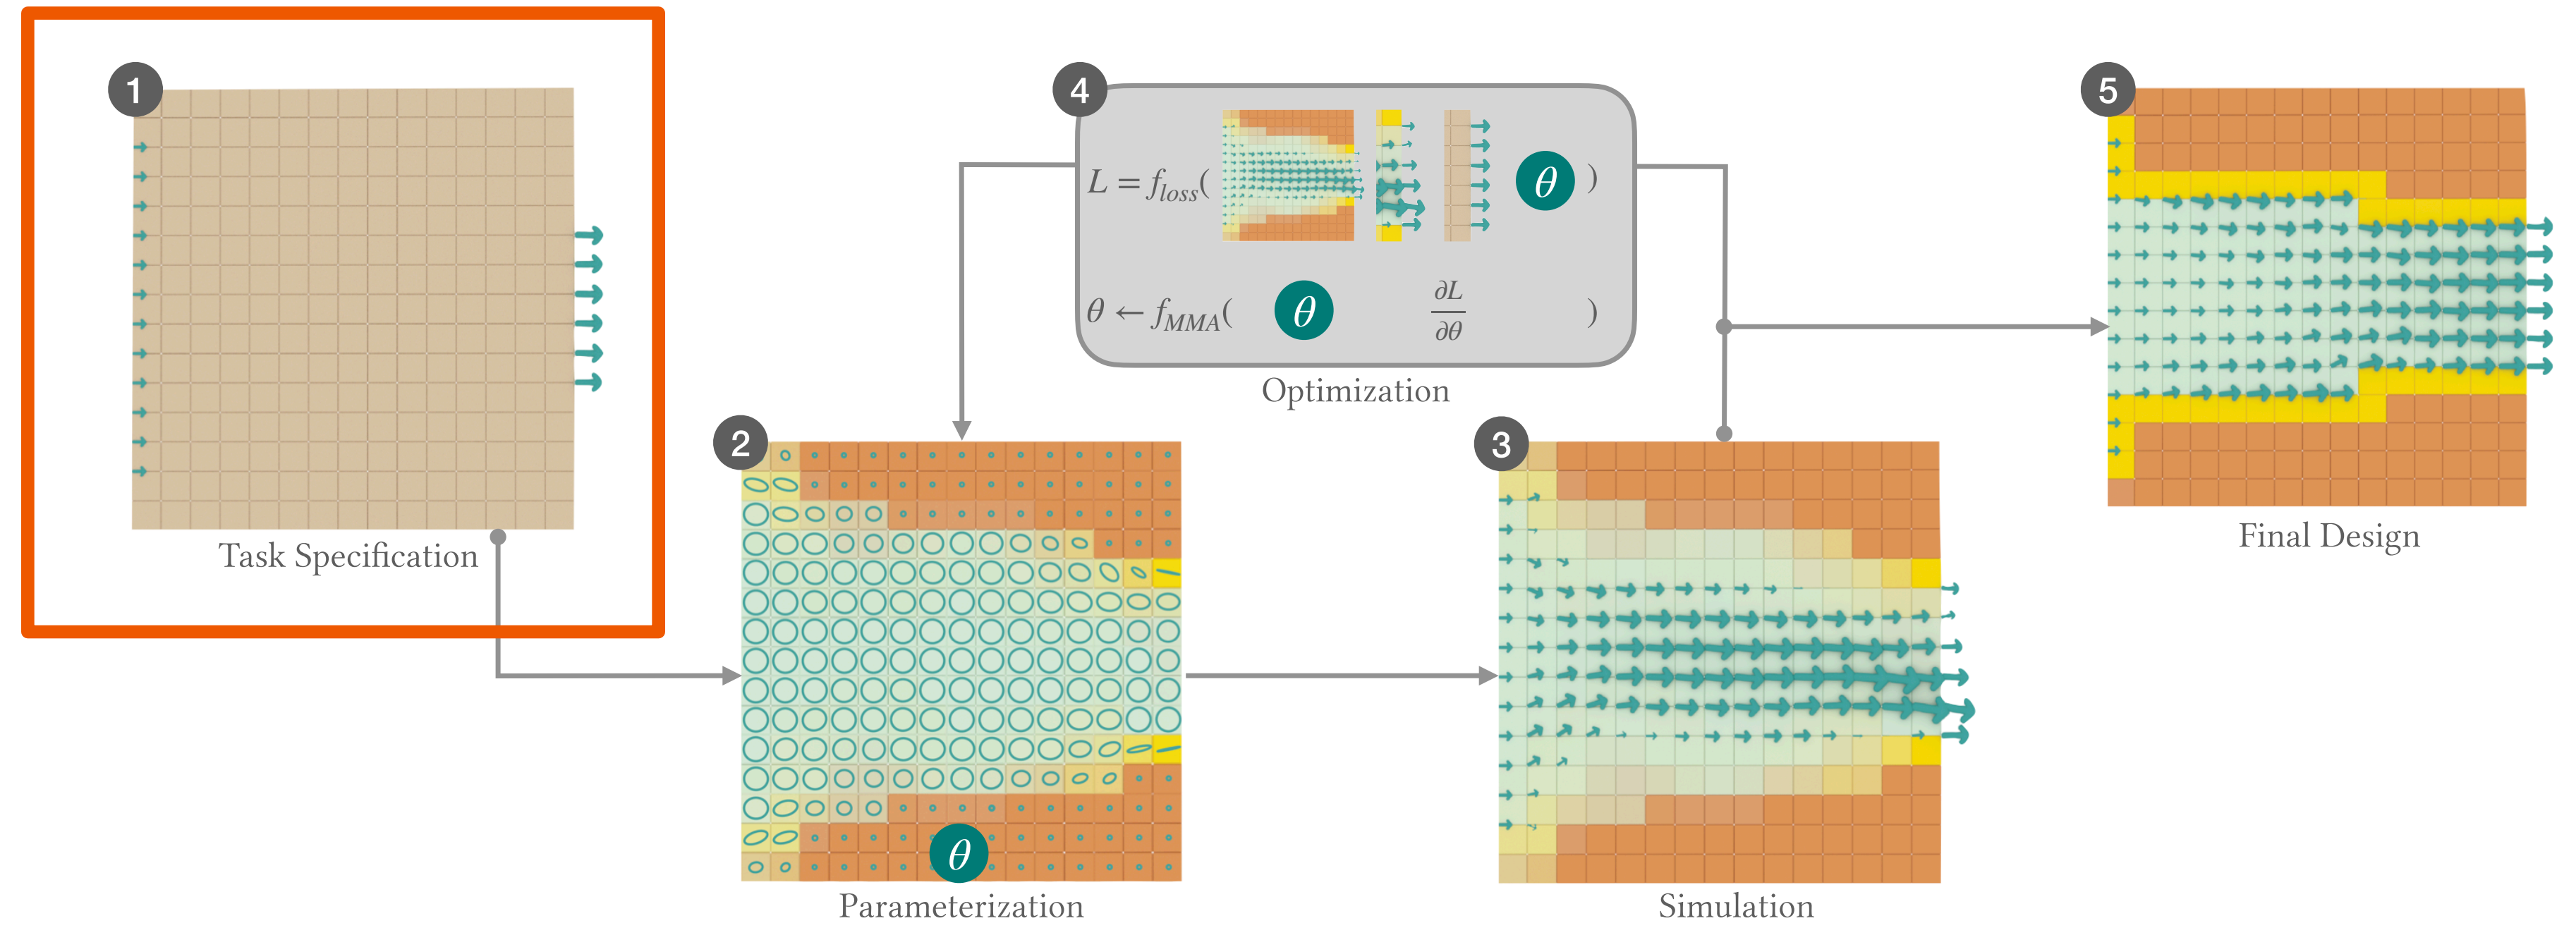 1
Task Specification
4
L = f_loss( θ )
θ ← f_MMA( θ ∂L/∂θ )
Optimization
2
θ
Parameterization
3
Simulation
5
Final Design